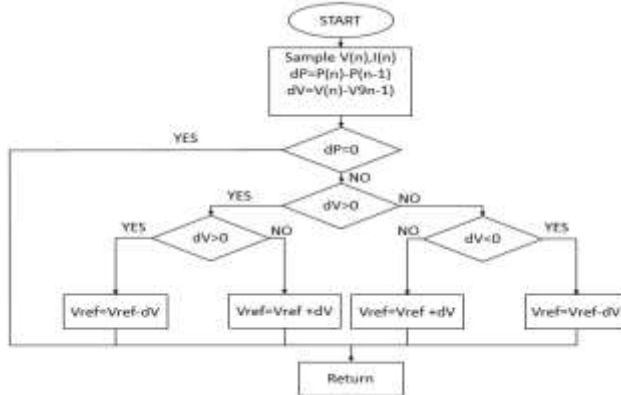 START
Sample V(n),I(n)
dP=P(n)-P(n-1)
dV=V(n)-V9n-1)
YES
dP=0
NO
YES
dV>0
NO
YES
dV>0
NO
NO
dV<0
YES
Vref=Vref-dV
Vref=Vref +dV
Vref=Vref +dV
Vref=Vref-dV
Return